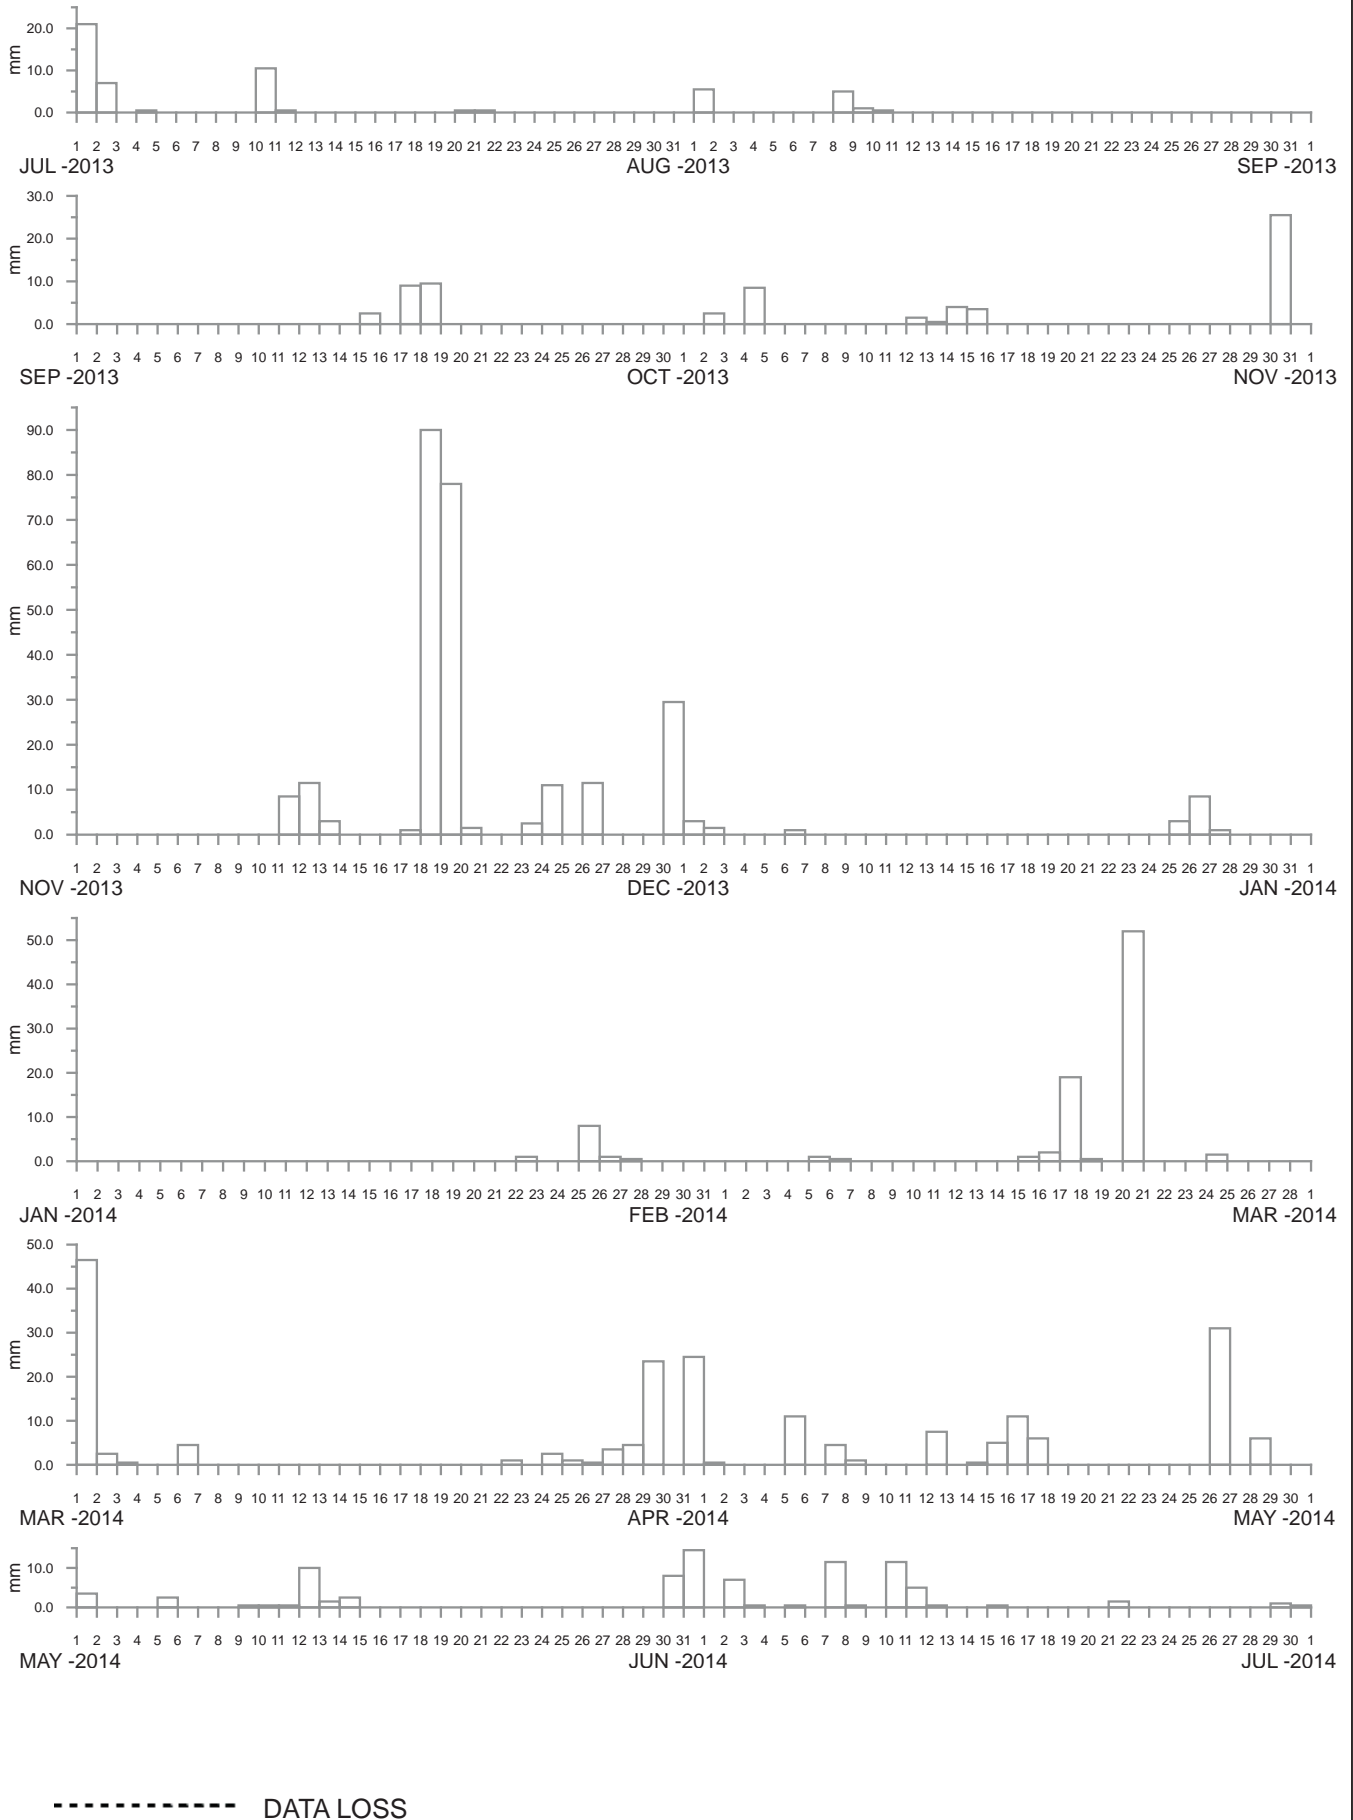 20.0
10.0
0.0
mm
1 2 3 4 5 6 7 8 9 10 11 12 13 14 15 16 17 18 19 20 21 22 23 24 25 26 27 28 29 30 31 1 2 3 4 5 6 7 8 9 10 11 12 13 14 15 16 17 18 19 20 21 22 23 24 25 26 27 28 29 30 31 1
JUL -2013 AUG -2013 SEP -2013
30.0
20.0
10.0
0.0
mm
1 2 3 4 5 6 7 8 9 10 11 12 13 14 15 16 17 18 19 20 21 22 23 24 25 26 27 28 29 30 1 2 3 4 5 6 7 8 9 10 11 12 13 14 15 16 17 18 19 20 21 22 23 24 25 26 27 28 29 30 31 1
SEP -2013 OCT -2013 NOV -2013
90.0
80.0
70.0
60.0
50.0
40.0
30.0
20.0
10.0
0.0
mm
1 2 3 4 5 6 7 8 9 10 11 12 13 14 15 16 17 18 19 20 21 22 23 24 25 26 27 28 29 30 1 2 3 4 5 6 7 8 9 10 11 12 13 14 15 16 17 18 19 20 21 22 23 24 25 26 27 28 29 30 31 1
NOV -2013 DEC -2013 JAN -2014
50.0
40.0
30.0
20.0
10.0
0.0
mm
1 2 3 4 5 6 7 8 9 10 11 12 13 14 15 16 17 18 19 20 21 22 23 24 25 26 27 28 29 30 31 1 2 3 4 5 6 7 8 9 10 11 12 13 14 15 16 17 18 19 20 21 22 23 24 25 26 27 28 1
JAN -2014 FEB -2014 MAR -2014
50.0
40.0
30.0
20.0
10.0
0.0
mm
1 2 3 4 5 6 7 8 9 10 11 12 13 14 15 16 17 18 19 20 21 22 23 24 25 26 27 28 29 30 31 1 2 3 4 5 6 7 8 9 10 11 12 13 14 15 16 17 18 19 20 21 22 23 24 25 26 27 28 29 30 1
MAR -2014 APR -2014 MAY -2014
10.0
0.0
mm
1 2 3 4 5 6 7 8 9 10 11 12 13 14 15 16 17 18 19 20 21 22 23 24 25 26 27 28 29 30 31 1 2 3 4 5 6 7 8 9 10 11 12 13 14 15 16 17 18 19 20 21 22 23 24 25 26 27 28 29 30 1
MAY -2014 JUN -2014 JUL -2014
DATA LOSS